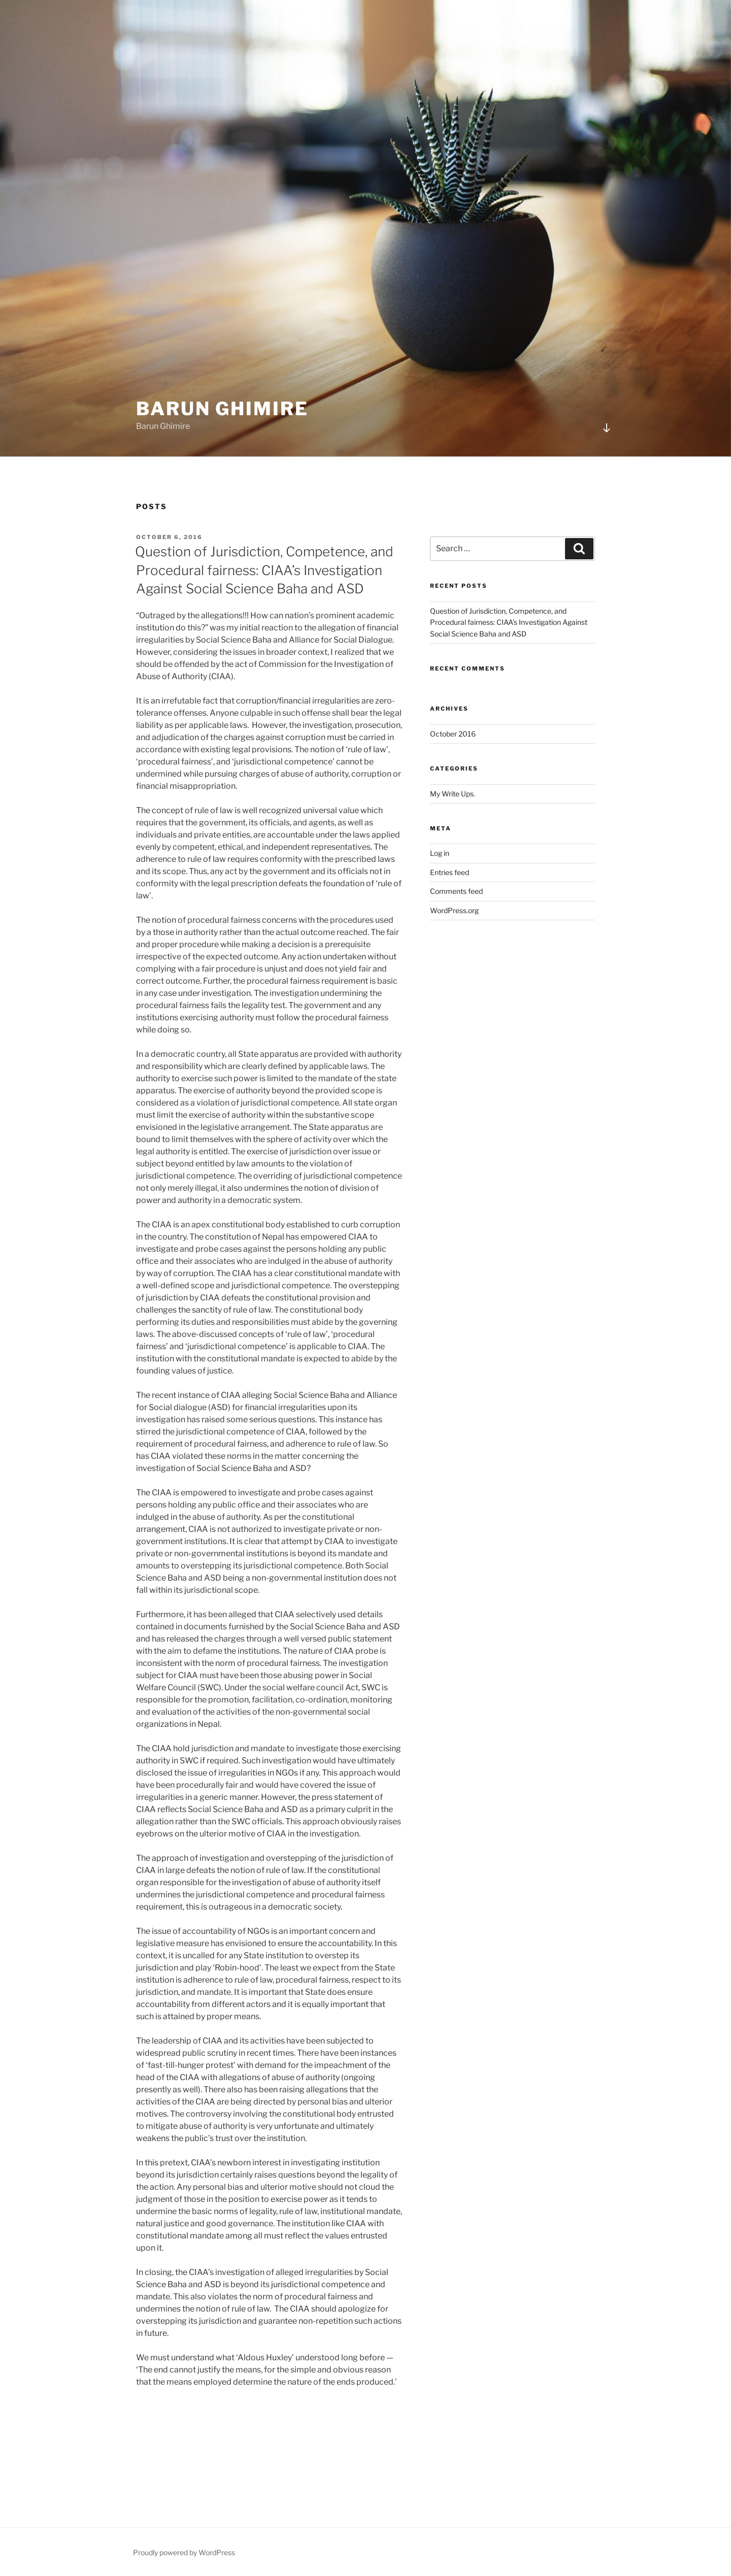 BARUN GHIMIRE
Barun Ghimire
POSTS
OCTOBER 6, 2016
Question of Jurisdiction, Competence, and
Procedural fairness: CIAA’s Investigation
Against Social Science Baha and ASD
“Outraged by the allegations!!! How can nation’s prominent academic
institution do this?” was my initial reaction to the allegation of financial
irregularities by Social Science Baha and Alliance for Social Dialogue.
However, considering the issues in broader context, I realized that we
should be offended by the act of Commission for the Investigation of
Abuse of Authority (CIAA).
It is an irrefutable fact that corruption/financial irregularities are zero-
tolerance offenses. Anyone culpable in such offense shall bear the legal
liability as per applicable laws.  However, the investigation, prosecution,
and adjudication of the charges against corruption must be carried in
accordance with existing legal provisions. The notion of ‘rule of law’,
‘procedural fairness’, and ‘jurisdictional competence’ cannot be
undermined while pursuing charges of abuse of authority, corruption or
financial misappropriation.
The concept of rule of law is well recognized universal value which
requires that the government, its officials, and agents, as well as
individuals and private entities, are accountable under the laws applied
evenly by competent, ethical, and independent representatives. The
adherence to rule of law requires conformity with the prescribed laws
and its scope. Thus, any act by the government and its officials not in
conformity with the legal prescription defeats the foundation of ‘rule of
law’.
The notion of procedural fairness concerns with the procedures used
by a those in authority rather than the actual outcome reached. The fair
and proper procedure while making a decision is a prerequisite
irrespective of the expected outcome. Any action undertaken without
complying with a fair procedure is unjust and does not yield fair and
correct outcome. Further, the procedural fairness requirement is basic
in any case under investigation. The investigation undermining the
procedural fairness fails the legality test. The government and any
institutions exercising authority must follow the procedural fairness
while doing so.
In a democratic country, all State apparatus are provided with authority
and responsibility which are clearly defined by applicable laws. The
authority to exercise such power is limited to the mandate of the state
apparatus. The exercise of authority beyond the provided scope is
considered as a violation of jurisdictional competence. All state organ
must limit the exercise of authority within the substantive scope
envisioned in the legislative arrangement. The State apparatus are
bound to limit themselves with the sphere of activity over which the
legal authority is entitled. The exercise of jurisdiction over issue or
subject beyond entitled by law amounts to the violation of
jurisdictional competence. The overriding of jurisdictional competence
not only merely illegal, it also undermines the notion of division of
power and authority in a democratic system.
The CIAA is an apex constitutional body established to curb corruption
in the country. The constitution of Nepal has empowered CIAA to
investigate and probe cases against the persons holding any public
office and their associates who are indulged in the abuse of authority
by way of corruption. The CIAA has a clear constitutional mandate with
a well-defined scope and jurisdictional competence. The overstepping
of jurisdiction by CIAA defeats the constitutional provision and
challenges the sanctity of rule of law. The constitutional body
performing its duties and responsibilities must abide by the governing
laws. The above-discussed concepts of ‘rule of law’, ‘procedural
fairness’ and ‘jurisdictional competence’ is applicable to CIAA. The
institution with the constitutional mandate is expected to abide by the
founding values of justice.
The recent instance of CIAA alleging Social Science Baha and Alliance
for Social dialogue (ASD) for financial irregularities upon its
investigation has raised some serious questions. This instance has
stirred the jurisdictional competence of CIAA, followed by the
requirement of procedural fairness, and adherence to rule of law. So
has CIAA violated these norms in the matter concerning the
investigation of Social Science Baha and ASD?
The CIAA is empowered to investigate and probe cases against
persons holding any public office and their associates who are
indulged in the abuse of authority. As per the constitutional
arrangement, CIAA is not authorized to investigate private or non-
government institutions. It is clear that attempt by CIAA to investigate
private or non-governmental institutions is beyond its mandate and
amounts to overstepping its jurisdictional competence. Both Social
Science Baha and ASD being a non-governmental institution does not
fall within its jurisdictional scope.
Furthermore, it has been alleged that CIAA selectively used details
contained in documents furnished by the Social Science Baha and ASD
and has released the charges through a well versed public statement
with the aim to defame the institutions. The nature of CIAA probe is
inconsistent with the norm of procedural fairness. The investigation
subject for CIAA must have been those abusing power in Social
Welfare Council (SWC). Under the social welfare council Act, SWC is
responsible for the promotion, facilitation, co-ordination, monitoring
and evaluation of the activities of the non-governmental social
organizations in Nepal.
The CIAA hold jurisdiction and mandate to investigate those exercising
authority in SWC if required. Such investigation would have ultimately
disclosed the issue of irregularities in NGOs if any. This approach would
have been procedurally fair and would have covered the issue of
irregularities in a generic manner. However, the press statement of
CIAA reflects Social Science Baha and ASD as a primary culprit in the
allegation rather than the SWC officials. This approach obviously raises
eyebrows on the ulterior motive of CIAA in the investigation.
The approach of investigation and overstepping of the jurisdiction of
CIAA in large defeats the notion of rule of law. If the constitutional
organ responsible for the investigation of abuse of authority itself
undermines the jurisdictional competence and procedural fairness
requirement, this is outrageous in a democratic society.
The issue of accountability of NGOs is an important concern and
legislative measure has envisioned to ensure the accountability. In this
context, it is uncalled for any State institution to overstep its
jurisdiction and play ‘Robin-hood’. The least we expect from the State
institution is adherence to rule of law, procedural fairness, respect to its
jurisdiction, and mandate. It is important that State does ensure
accountability from different actors and it is equally important that
such is attained by proper means.
The leadership of CIAA and its activities have been subjected to
widespread public scrutiny in recent times. There have been instances
of ‘fast-till-hunger protest’ with demand for the impeachment of the
head of the CIAA with allegations of abuse of authority (ongoing
presently as well). There also has been raising allegations that the
activities of the CIAA are being directed by personal bias and ulterior
motives. The controversy involving the constitutional body entrusted
to mitigate abuse of authority is very unfortunate and ultimately
weakens the public’s trust over the institution.
In this pretext, CIAA’s newborn interest in investigating institution
beyond its jurisdiction certainly raises questions beyond the legality of
the action. Any personal bias and ulterior motive should not cloud the
judgment of those in the position to exercise power as it tends to
undermine the basic norms of legality, rule of law, institutional mandate,
natural justice and good governance. The institution like CIAA with
constitutional mandate among all must reflect the values entrusted
upon it.
In closing, the CIAA’s investigation of alleged irregularities by Social
Science Baha and ASD is beyond its jurisdictional competence and
mandate. This also violates the norm of procedural fairness and
undermines the notion of rule of law.  The CIAA should apologize for
overstepping its jurisdiction and guarantee non-repetition such actions
in future.
We must understand what ‘Aldous Huxley’ understood long before —
‘The end cannot justify the means, for the simple and obvious reason
that the means employed determine the nature of the ends produced.’
Search …
RECENT POSTS
Question of Jurisdiction, Competence, and
Procedural fairness: CIAA’s Investigation Against
Social Science Baha and ASD
RECENT COMMENTS
ARCHIVES
October 2016
CATEGORIES
My Write Ups.
META
Log in
Entries feed
Comments feed
WordPress.org
Proudly powered by WordPress